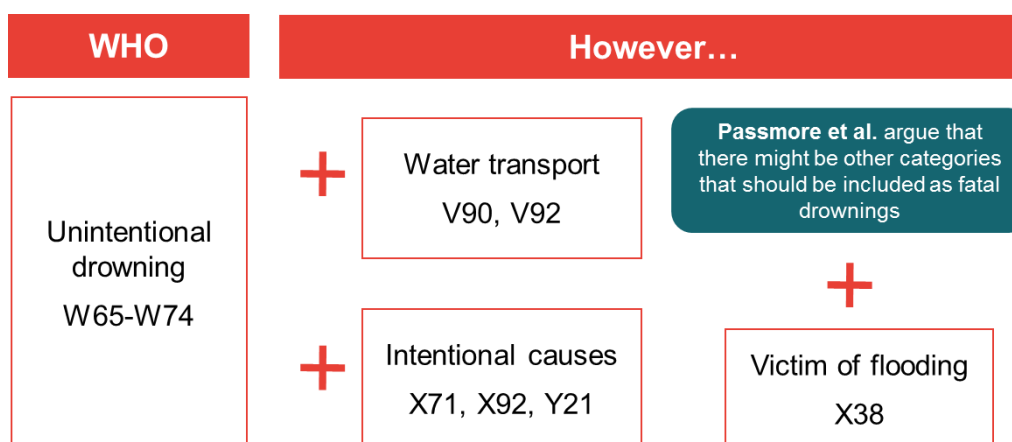 WHO
However...
Unintentional
drowning
W65-W74
+
Water transport
V90, V92
+
Intentional causes
X71, X92, Y21
Passmore et al. argue that
there might be other categories
that should be included as fatal
drownings
+
Victim of flooding
X38